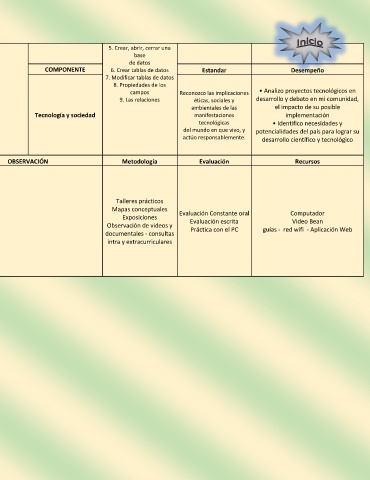 Inicio
5. Crear, abrir, cerrar una
base
de datos
6. Crear tablas de datos
7. Modificar tablas de datos
8. Propiedades de los
campos
9. Las relaciones
COMPONENTE
Estandar
Desempeño
Tecnología y sociedad
Reconozco las implicaciones
éticas, sociales y
ambientales de las
manifestaciones
tecnológicas
del mundo en que vivo, y
actúo responsablemente.
• Analizo proyectos tecnológicos en
desarrollo y debato en mi comunidad,
el impacto de su posible
implementación
• Identifico necesidades y
potencialidades del país para lograr su
desarrollo científico y tecnológico
OBSERVACIÓN
Metodología
Evaluación
Recursos
Talleres prácticos
Mapas conceptuales
Exposiciones
Observación de videos y
documentales - consultas
intra y extracurriculares
Evaluación Constante oral
Evaluación escrita
Práctica con el PC
Computador
Video Bean
guías - red wifi - Aplicación Web